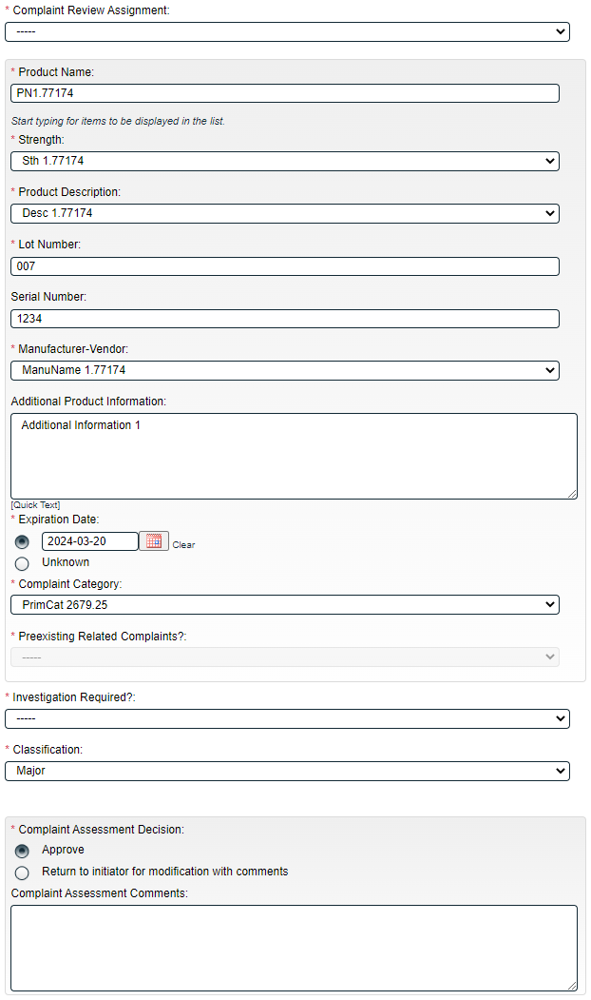 * Complaint Review Assignment:
-----
* Product Name:
PN1.77174
Start typing for items to be displayed in the list.
* Strength:
Sth 1.77174
* Product Description:
Desc 1.77174
* Lot Number:
007
Serial Number:
1234
* Manufacturer-Vendor:
ManuName 1.77174
Additional Product Information:
Additional Information 1
[Quick Text]
* Expiration Date:
2024-03-20 Clear
Unknown
* Complaint Category:
PrimCat 2679.25
* Preexisting Related Complaints?:
-----
* Investigation Required?:
-----
* Classification:
Major
* Complaint Assessment Decision:
Approve
Return to initiator for modification with comments
Complaint Assessment Comments: